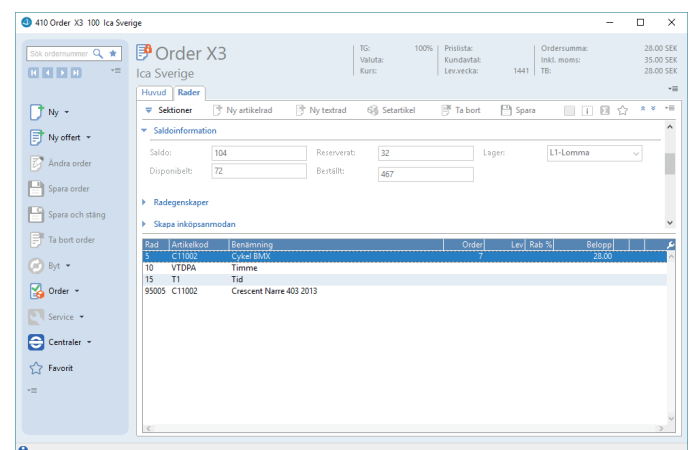 410 Order X3 100 Ica Sverige
Sök ordernummer
Order X3
Ica Sverige
TG: 100%
Valuta:
Kurs:
Prislista:
Kundavtal:
Lev.vecka: 1441
Ordersumma: 28.00 SEK
Inkl. moms: 35.00 SEK
TB: 28.00 SEK
Huvud Rader
Sektioner Ny artikelrad Ny textrad Setartikel Ta bort Spara
Ny
Ny offert
Ändra order
Spara order
Spara och stäng
Ta bort order
Byt
Order
Service
Centraler
Favorit
Saldoinformation
Saldo: 104 Reserverat: 32 Lager: L1-Lomma
Disponibelt: 72 Beställt: 467
Radegenskaper
Skapa inköpsanmodan
Rad Artikelkod Benämning Order Lev Rab % Belopp
5 C11002 Cykel BMX 7 28.00
10 VTDPA Timme
15 T1 Tid
95005 C11002 Crescent Narre 403 2013